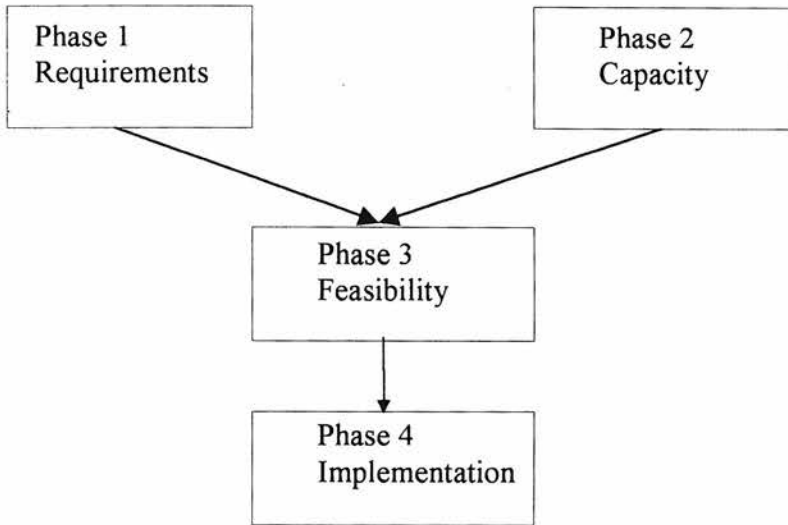 Phase 1
Requirements
Phase 2
Capacity
Phase 3
Feasibility
Phase 4
Implementation